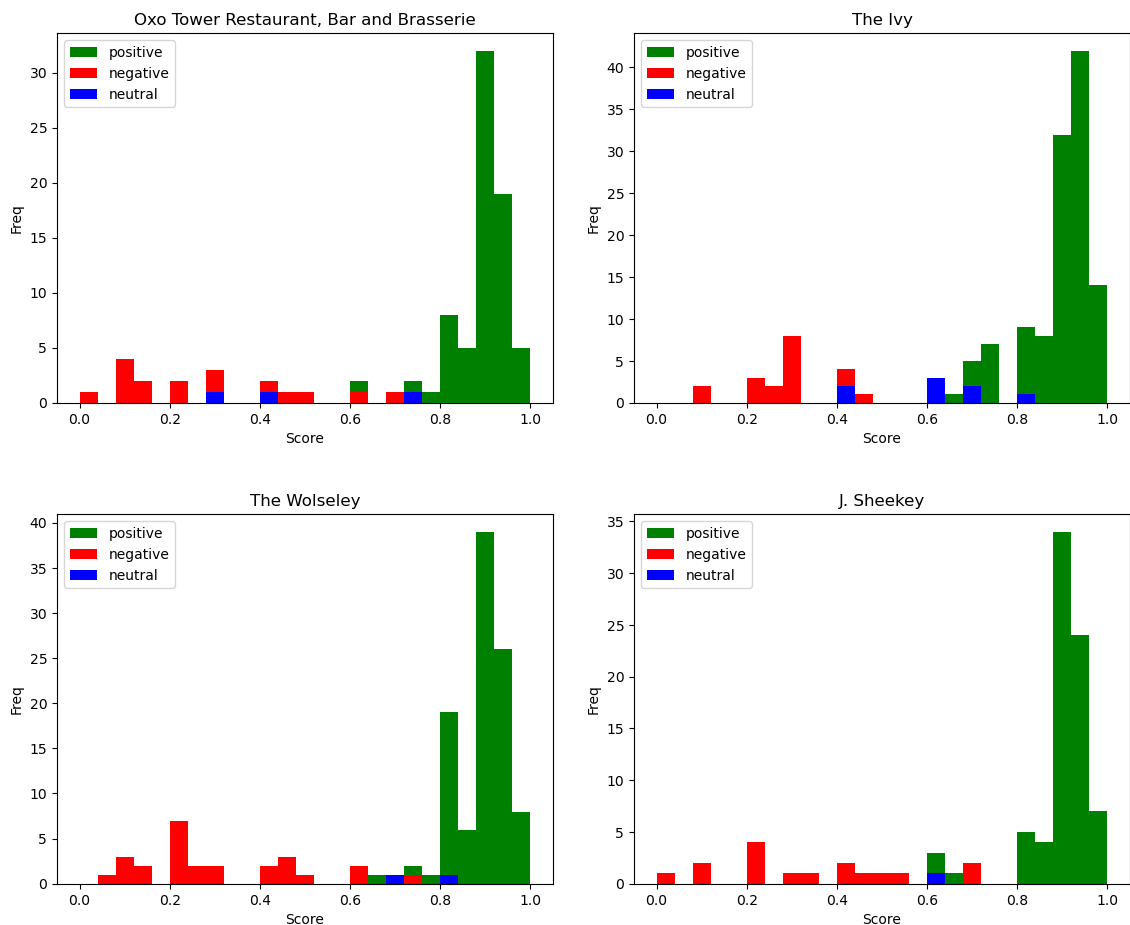 Oxo Tower Restaurant, Bar and Brasserie
positive
negative
neutral
30
25
20
15
10
5
0
Freq
0.0 0.2 0.4 0.6 0.8 1.0
Score
The Ivy
positive
negative
neutral
40
35
30
25
20
15
10
5
0
Freq
0.0 0.2 0.4 0.6 0.8 1.0
Score
The Wolseley
positive
negative
neutral
40
35
30
25
20
15
10
5
0
Freq
0.0 0.2 0.4 0.6 0.8 1.0
Score
J. Sheekey
positive
negative
neutral
35
30
25
20
15
10
5
0
Freq
0.0 0.2 0.4 0.6 0.8 1.0
Score